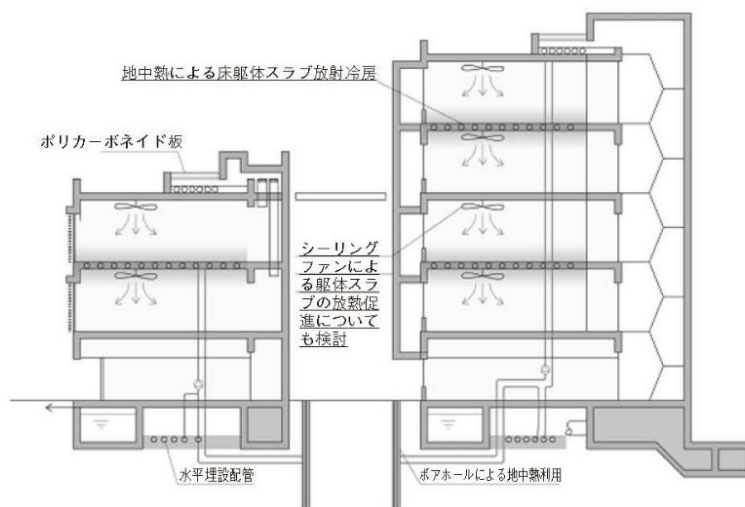 地中熱による床躯体スラブ放射冷房
ポリカーボネイド板
シーリング
ファンによ
る躯体スラ
ブの放熱促
進について
も検討
水平埋設配管
ボアホールによる地中熱利用